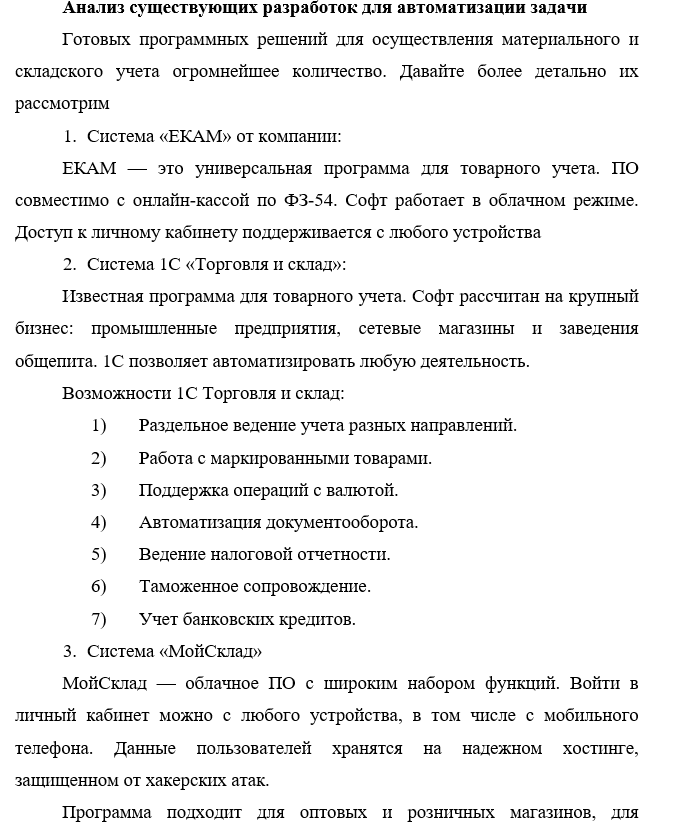 Анализ существующих разработок для автоматизации задачи
Готовых программных решений для осуществления материального и
складского учета огромнейшее количество. Давайте более детально их
рассмотрим
1. Система «ЕКАМ» от компании:
ЕКАМ — это универсальная программа для товарного учета. ПО
совместимо с онлайн-кассой по ФЗ-54. Софт работает в облачном режиме.
Доступ к личному кабинету поддерживается с любого устройства
2. Система 1С «Торговля и склад»:
Известная программа для товарного учета. Софт рассчитан на крупный
бизнес: промышленные предприятия, сетевые магазины и заведения
общепита. 1С позволяет автоматизировать любую деятельность.
Возможности 1С Торговля и склад:
1) Раздельное ведение учета разных направлений.
2) Работа с маркированными товарами.
3) Поддержка операций с валютой.
4) Автоматизация документооборота.
5) Ведение налоговой отчетности.
6) Таможенное сопровождение.
7) Учет банковских кредитов.
3. Система «МойСклад»
МойСклад — облачное ПО с широким набором функций. Войти в
личный кабинет можно с любого устройства, в том числе с мобильного
телефона. Данные пользователей хранятся на надежном хостинге,
защищенном от хакерских атак.
Программа подходит для оптовых и розничных магазинов, для